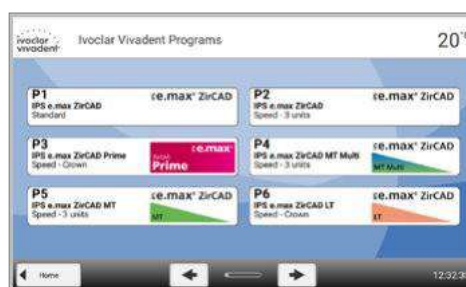 ivoclar
vivadent
Ivoclar Vivadent Programs
20°
P1
IPS e.max ZirCAD
Standard
e.max® ZirCAD
P2
IPS e.max ZirCAD
Speed - 3 units
e.max® ZirCAD
P3
IPS e.max ZirCAD Prime
Speed - Crown
e.max®
ZirCAD
Prime
P4
IPS e.max ZirCAD MT Multi
Speed - 3 units
e.max® ZirCAD
MT Multi
P5
IPS e.max ZirCAD MT
Speed - 3 units
e.max® ZirCAD
MT
P6
IPS e.max ZirCAD LT
Speed - Crown
e.max® ZirCAD
LT
Home
12:32:3